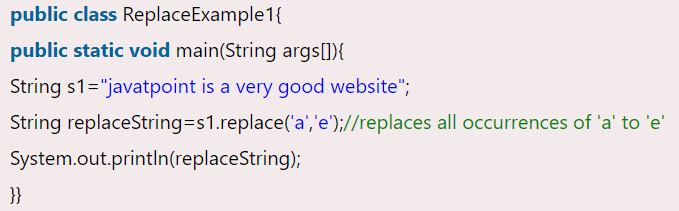 public class ReplaceExample1{
public static void main(String args[]){
String s1="javatpoint is a very good website";
String replaceString=s1.replace('a','e');//replaces all occurrences of 'a' to 'e'
System.out.println(replaceString);
}}